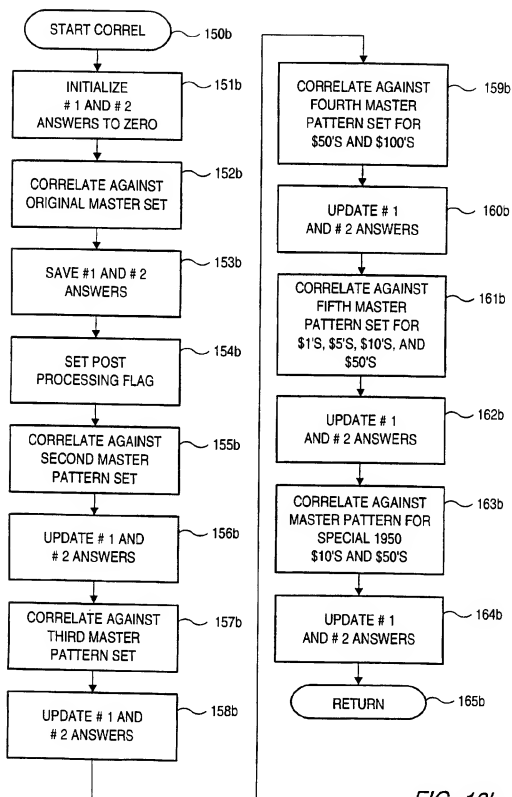 START CORREL
150b
INITIALIZE
# 1 AND # 2
ANSWERS TO ZERO
151b
CORRELATE AGAINST
ORIGINAL MASTER SET
152b
SAVE #1 AND # 2
ANSWERS
153b
SET POST
PROCESSING FLAG
154b
CORRELATE AGAINST
SECOND MASTER
PATTERN SET
155b
UPDATE # 1 AND
# 2 ANSWERS
156b
CORRELATE AGAINST
THIRD MASTER
PATTERN SET
157b
UPDATE # 1 AND
# 2 ANSWERS
158b
CORRELATE AGAINST
FOURTH MASTER
PATTERN SET FOR
$50'S AND $100'S
159b
UPDATE # 1
AND # 2 ANSWERS
160b
CORRELATE AGAINST
FIFTH MASTER
PATTERN SET FOR
$1'S, $5'S, $10'S, AND
$50'S
161b
UPDATE # 1
AND # 2 ANSWERS
162b
CORRELATE AGAINST
MASTER PATTERN FOR
SPECIAL 1950
$10'S AND $50'S
163b
UPDATE # 1
AND # 2 ANSWERS
164b
RETURN
165b
FIG.